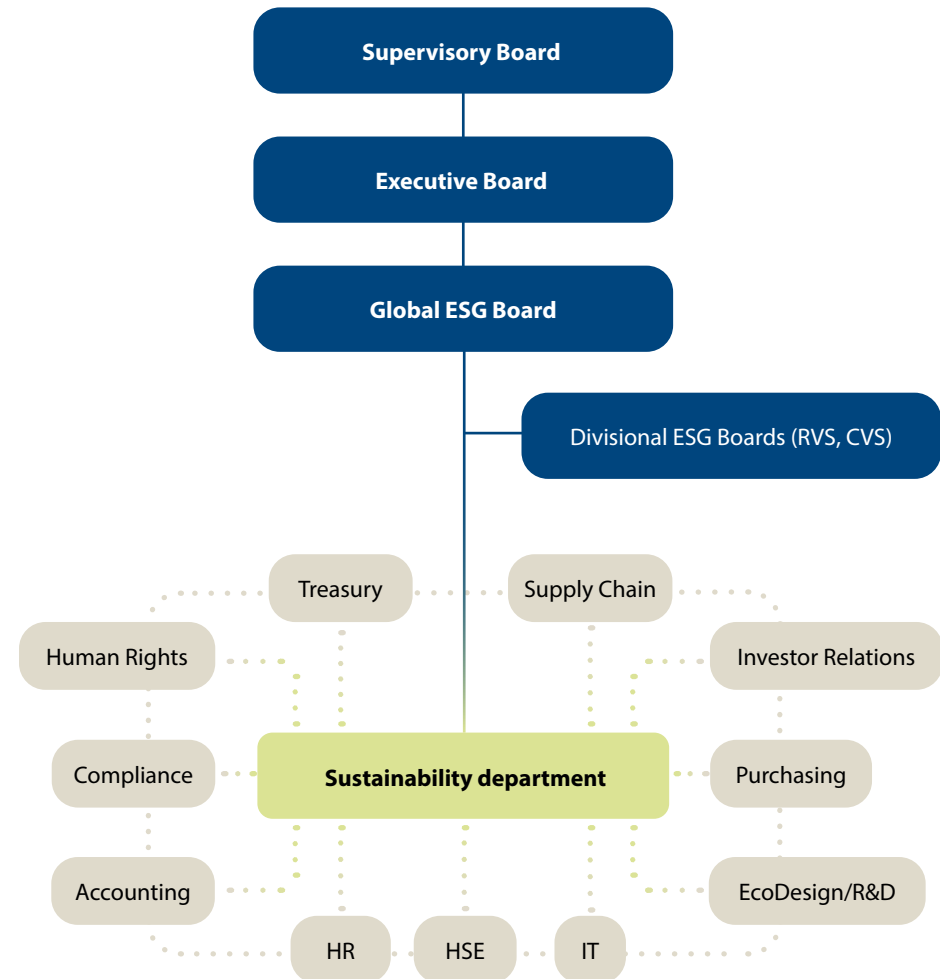 Supervisory Board
Executive Board
Global ESG Board
Divisional ESG Boards (RVS, CVS)
Treasury
Supply Chain
Human Rights
Investor Relations
Compliance
Sustainability department
Purchasing
Accounting
EcoDesign/R&D
HR
HSE
IT